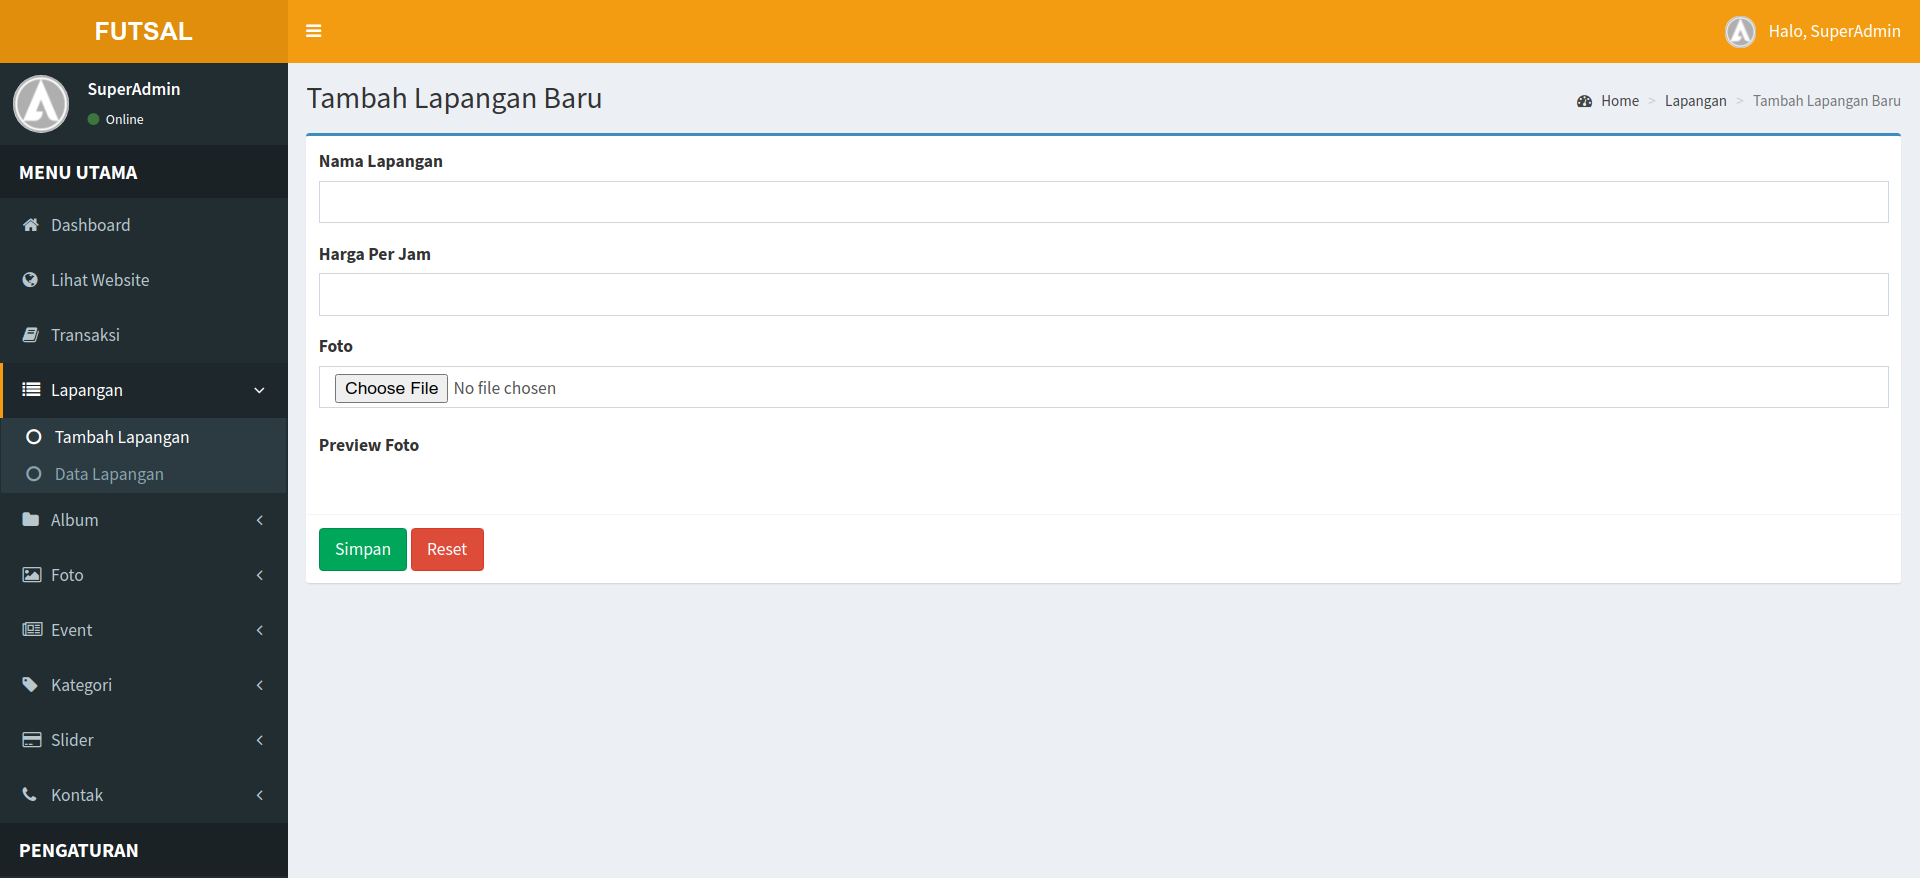 FUTSAL
Halo, SuperAdmin
SuperAdmin
Online
MENU UTAMA
Dashboard
Lihat Website
Transaksi
Lapangan
Tambah Lapangan
Data Lapangan
Album
Foto
Event
Kategori
Slider
Kontak
PENGATURAN
Tambah Lapangan Baru
Home > Lapangan > Tambah Lapangan Baru
Nama Lapangan
Harga Per Jam
Foto
Choose File No file chosen
Preview Foto
Simpan Reset